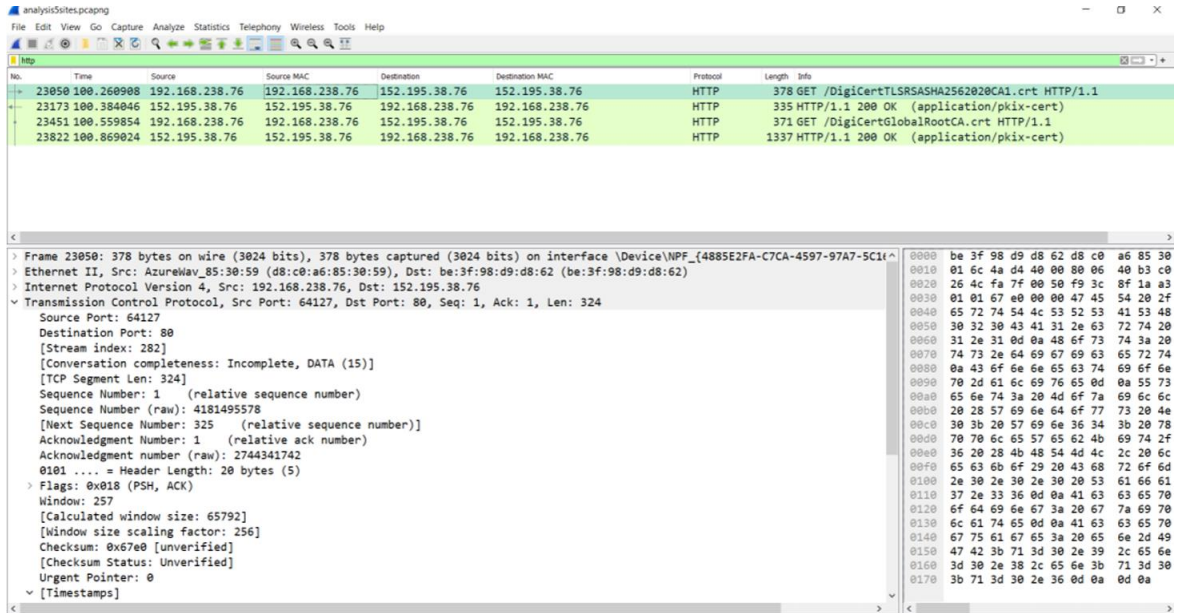 analysis5sites.pcapng
File Edit View Go Capture Analyze Statistics Telephony Wireless Tools Help
http
No. Time Source Source MAC Destination Destination MAC Protocol Length Info
23050 100.260908 192.168.238.76 192.168.238.76 152.195.38.76 152.195.38.76 HTTP 378 GET /DigiCertTLSRSASHA2562020CA1.crt HTTP/1.1
23173 100.384046 152.195.38.76 152.195.38.76 192.168.238.76 192.168.238.76 HTTP 335 HTTP/1.1 200 OK (application/pkix-cert)
23451 100.559854 192.168.238.76 192.168.238.76 152.195.38.76 152.195.38.76 HTTP 371 GET /DigiCertGlobalRootCA.crt HTTP/1.1
23822 100.869024 152.195.38.76 152.195.38.76 192.168.238.76 192.168.238.76 HTTP 1337 HTTP/1.1 200 OK (application/pkix-cert)
Frame 23050: 378 bytes on wire (3024 bits), 378 bytes captured (3024 bits) on interface \Device\NPF_{4885E2FA-C7CA-4597-97A7-5C1
Ethernet II, Src: AzureWav_85:30:59 (d8:c0:a6:85:30:59), Dst: be:3f:98:d9:d8:62 (be:3f:98:d9:d8:62)
Internet Protocol Version 4, Src: 192.168.238.76, Dst: 152.195.38.76
Transmission Control Protocol, Src Port: 64127, Dst Port: 80, Seq: 1, Ack: 1, Len: 324
Source Port: 64127
Destination Port: 80
[Stream index: 282]
[Conversation completeness: Incomplete, DATA (15)]
[TCP Segment Len: 324]
Sequence Number: 1 (relative sequence number)
Sequence Number (raw): 4181495578
[Next Sequence Number: 325 (relative sequence number)]
Acknowledgment Number: 1 (relative ack number)
Acknowledgment number (raw): 2744341742
0101 .... = Header Length: 20 bytes (5)
Flags: 0x018 (PSH, ACK)
Window: 257
[Calculated window size: 65792]
[Window size scaling factor: 256]
Checksum: 0x67e0 [unverified]
[Checksum Status: Unverified]
Urgent Pointer: 0
[Timestamps]
0000 be 3f 98 d9 d8 62 d8 c0 a6 85 30
0010 01 6c 4a d4 40 00 80 06 40 b3 c0
0020 26 4c fa 7f 00 50 f9 3c 8f 1a a3
0030 01 01 67 e0 00 00 47 45 54 20 2f
0040 65 72 74 54 4c 53 52 53 41 53 48
0050 30 32 30 43 41 31 2e 63 72 74 20
0060 31 2e 31 0d 0a 48 6f 73 74 3a 20
0070 74 73 2e 64 69 67 69 63 65 72 74
0080 0a 43 6f 6e 6e 65 63 74 69 6f 6e
0090 70 2d 61 6c 69 76 65 0d 0a 55 73
00a0 65 6e 74 3a 20 4d 6f 7a 69 6c 6c
00b0 20 28 57 69 6e 64 6f 77 73 20 4e
00c0 30 3b 20 57 69 6e 36 34 3b 20 78
00d0 70 70 6c 65 57 65 62 4b 69 74 2f
00e0 36 20 28 4b 48 54 4d 4c 2c 20 6c
00f0 65 63 6b 6f 29 20 43 68 72 6f 6d
0100 2e 30 2e 30 2e 30 20 53 61 66 61
0110 37 2e 33 36 0d 0a 41 63 63 65 70
0120 6f 64 69 6e 67 3a 20 67 7a 69 70
0130 6c 61 74 65 0d 0a 41 63 63 65 70
0140 67 75 61 67 65 3a 20 65 6e 2d 49
0150 47 42 3b 71 3d 30 2e 39 2c 65 6e
0160 3d 30 2e 38 2c 65 6e 3b 71 3d 30
0170 3b 71 3d 30 2e 36 0d 0a 0d 0a